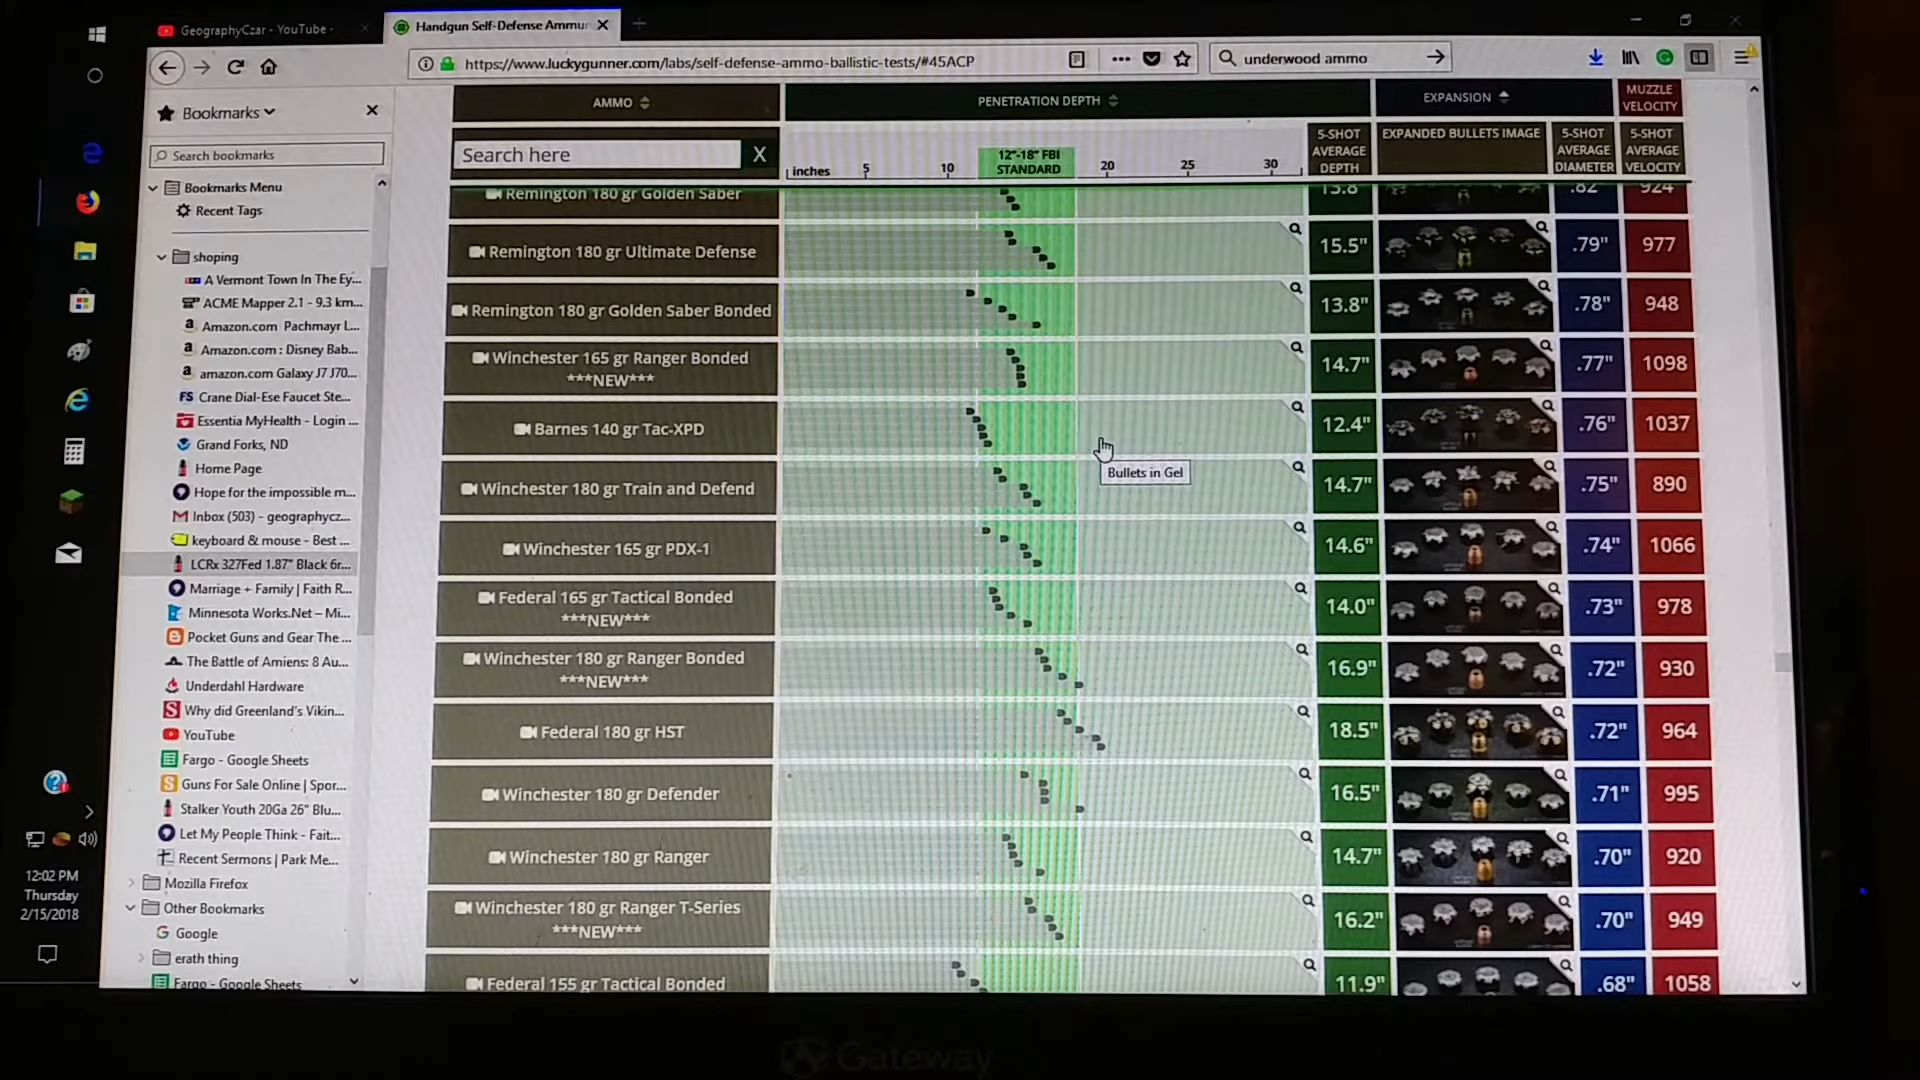 GeographyCzar - YouTube -
Handgun Self-Defense Ammu
https://www.luckygunner.com/labs/self-defense-ammo-ballistic-tests/#45ACP
underwood ammo
Bookmarks
Search bookmarks
Bookmarks Menu
Recent Tags
shoping
A Vermont Town In The Ey...
ACME Mapper 2.1 - 9.3 km...
Amazon.com Pachmayr L...
Amazon.com : Disney Bab...
amazon.com Galaxy J7 J70...
Crane Dial-Ese Faucet Ste...
Essentia MyHealth - Login ...
Grand Forks, ND
Home Page
Hope for the impossible m...
Inbox (503) - geographycz...
keyboard & mouse - Best ...
LCRx 327Fed 1.87" Black 6r...
Marriage + Family | Faith R...
Minnesota Works.Net – Mi...
Pocket Guns and Gear The ...
The Battle of Amiens: 8 Au...
Underdahl Hardware
Why did Greenland's Vikin...
YouTube
Fargo - Google Sheets
Guns For Sale Online | Spor...
Stalker Youth 20Ga 26" Blu...
Let My People Think - Fait...
Recent Sermons | Park Me...
Mozilla Firefox
Other Bookmarks
Google
erath thing
Fargo - Google Sheets
12:02 PM
Thursday
2/15/2018
AMMO
PENETRATION DEPTH
EXPANSION
MUZZLE
VELOCITY
Search here
X
inches 5 10 12"-18" FBI STANDARD 20 25 30
5-SHOT AVERAGE DEPTH
EXPANDED BULLETS IMAGE
5-SHOT AVERAGE DIAMETER
5-SHOT AVERAGE VELOCITY
Remington 180 gr Golden Saber 13.8" .82" 924
Remington 180 gr Ultimate Defense 15.5" .79" 977
Remington 180 gr Golden Saber Bonded 13.8" .78" 948
Winchester 165 gr Ranger Bonded
***NEW*** 14.7" .77" 1098
Barnes 140 gr Tac-XPD 12.4" .76" 1037
Bullets in Gel
Winchester 180 gr Train and Defend 14.7" .75" 890
Winchester 165 gr PDX-1 14.6" .74" 1066
Federal 165 gr Tactical Bonded
***NEW*** 14.0" .73" 978
Winchester 180 gr Ranger Bonded
***NEW*** 16.9" .72" 930
Federal 180 gr HST 18.5" .72" 964
Winchester 180 gr Defender 16.5" .71" 995
Winchester 180 gr Ranger 14.7" .70" 920
Winchester 180 gr Ranger T-Series
***NEW*** 16.2" .70" 949
Federal 155 gr Tactical Bonded 11.9" .68" 1058
Gateway